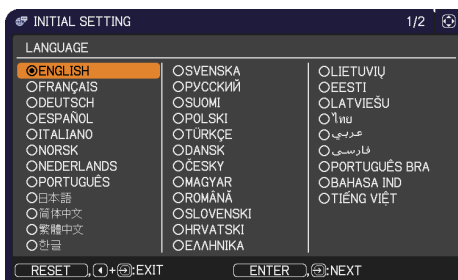 INITIAL SETTING 1/2
LANGUAGE
ENGLISH
FRANÇAIS
DEUTSCH
ESPAÑOL
ITALIANO
NORSK
NEDERLANDS
PORTUGUÊS
日本語
简体中文
繁體中文
한글
SVENSKA
РУССКИЙ
SUOMI
POLSKI
TÜRKÇE
DANSK
ČESKY
MAGYAR
ROMÂNĂ
SLOVENSKI
HRVATSKI
ΕΛΛΗΝΙΚΑ
LIETUVIŲ
EESTI
LATVIEŠU
ไทย
عربي
فارسی
PORTUGUÊS BRA
BAHASA IND
TIẾNG VIỆT
RESET , + :EXIT ENTER , :NEXT